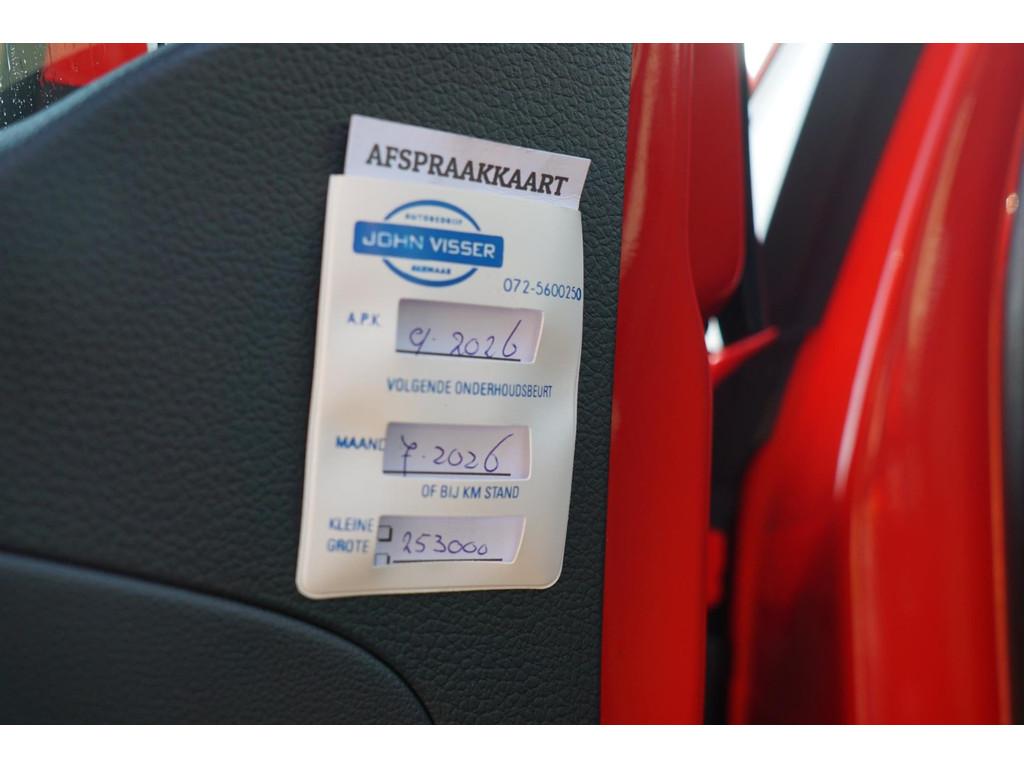 AFSPRAAKKAART
AUTOBEDRIJF
JOHN VISSER
072-5600250
A.P.K
9.2026
VOLGENDE ONDERHOUDSBEURT
MAAND
7.2026
OF BIJ KM STAND
KLEINE
GROTE
253000